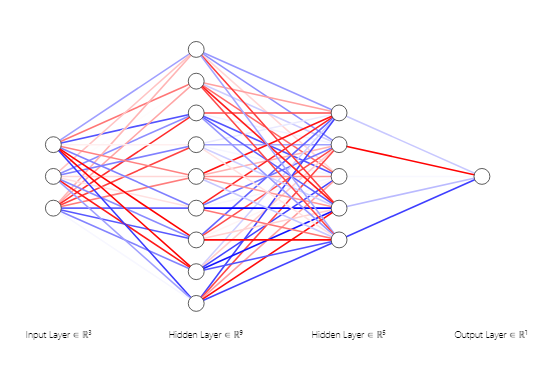 Input Layer ∈ ℝ³
Hidden Layer ∈ ℝ⁹
Hidden Layer ∈ ℝ⁵
Output Layer ∈ ℝ¹